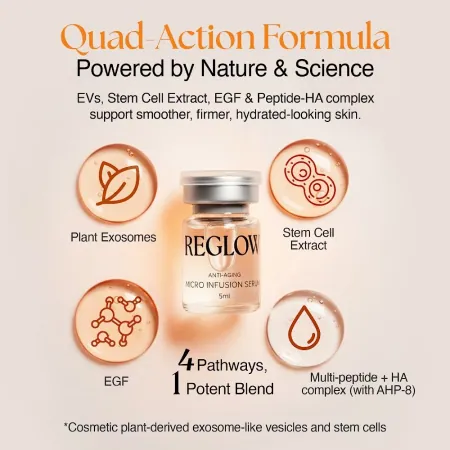 Quad-Action Formula
Powered by Nature & Science
EVs, Stem Cell Extract, EGF & Peptide-HA complex
support smoother, firmer, hydrated-looking skin.
Plant Exosomes
Stem Cell
Extract
REGLOW
ANTI-AGING
MICRO INFUSION SERUM
5ml
EGF
4 Pathways,
1 Potent Blend
Multi-peptide + HA
complex (with AHP-8)
*Cosmetic plant-derived exosome-like vesicles and stem cells